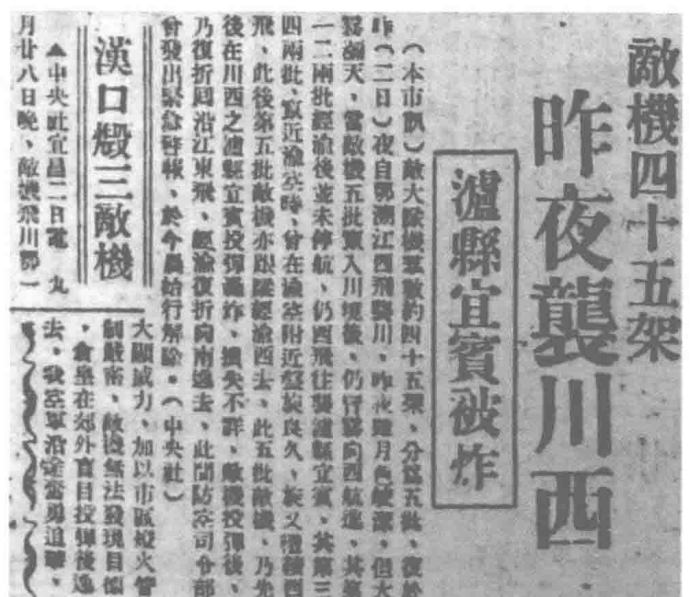 敵機四十五架
昨夜襲川西
瀘縣宜賓被炸
（本市訊）敵大隊機羣數約四十五架、分爲五批、復於
昨（二日）夜自鄂溯江西飛襲川、昨夜雖月色皎潔、但大
霧瀰天、當敵機五批竄入川境後、仍冒霧向西航進、其第
一二兩批經渝後並未停航、仍西飛往襲瀘縣宜賓、其第三
四兩批、竄近渝空時、曾在渝空附近盤旋良久、旋又繼續西
飛、此後第五批敵機亦跟蹤經渝西去、此五批敵機、乃先
後在川西之瀘縣宜賓投彈轟炸、損失不詳、敵機投彈後、
乃復折回沿江東飛、經渝復折向南逸去、此間防空司令部
曾發出緊急警報、於今晨始行解除。（中央社）
漢口燬三敵機
▲中央社宜昌二日電　九
月廿八日晚、敵機飛川鄂
大顯威力、加以市區燈火管
制嚴密、敵機無法發現目標
、倉皇在郊外盲目投彈後逸
去、我空軍沿途奮勇追擊、